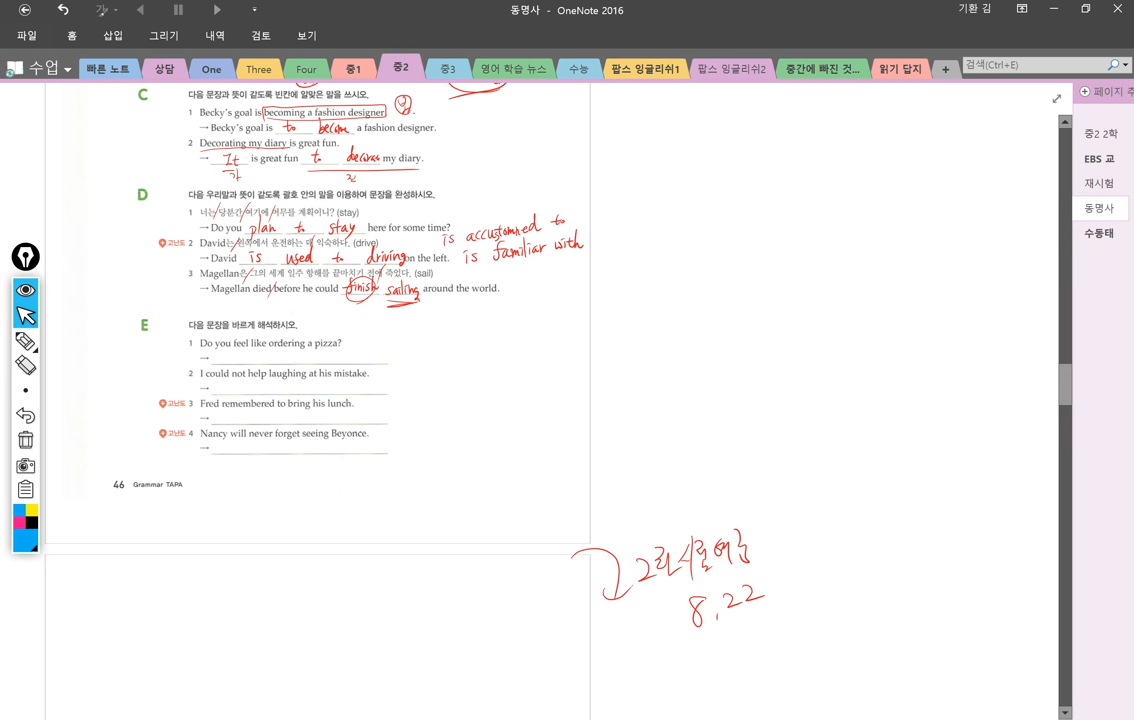 동명사 - OneNote 2016
기환 김
파일 홈 삽입 그리기 내역 검토 보기
수업 빠른 노트 상담 One Three Four 중1 중2 중3 영어 학습 뉴스 수능 팝스 잉글리쉬1 팝스 잉글리쉬2 중간에 빠진 것... 읽기 답지 + 검색(Ctrl+E)
페이지 추
중2 2학
EBS 교
재시험
동명사
수동태
C 다음 문장과 뜻이 같도록 빈칸에 알맞은 말을 쓰시오.
1 Becky's goal is becoming a fashion designer.
→ Becky's goal is to become a fashion designer.
2 Decorating my diary is great fun.
→ It is great fun to decorate my diary.
가
진
D 다음 우리말과 뜻이 같도록 괄호 안의 말을 이용하여 문장을 완성하시오.
1 너는 당분간 여기에 머무를 계획이니? (stay)
→ Do you plan to stay here for some time?
고난도 2 David는 왼쪽에서 운전하는 데 익숙하다. (drive)
→ David is used to driving on the left.
is accustomed to
is familiar with
3 Magellan은 그의 세계 일주 항해를 끝마치기 전에 죽었다. (sail)
→ Magellan died before he could finish sailing around the world.
E 다음 문장을 바르게 해석하시오.
1 Do you feel like ordering a pizza?
→
2 I could not help laughing at his mistake.
→
고난도 3 Fred remembered to bring his lunch.
→
고난도 4 Nancy will never forget seeing Beyonce.
→
46 Grammar TAPA
8.22